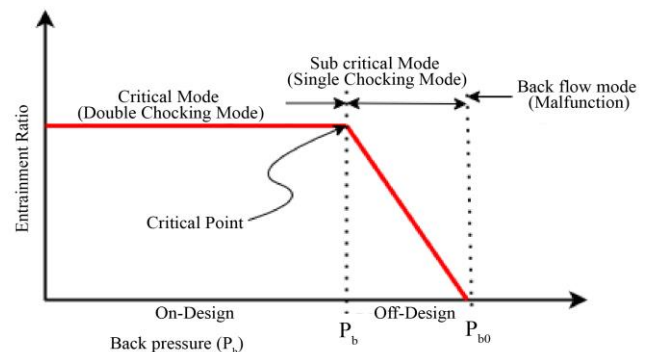 Sub critical Mode
(Single Chocking Mode)
Back flow mode
(Malfunction)
Critical Mode
(Double Chocking Mode)
Entrainment Ratio
Critical Point
On-Design
Off-Design
P_b
P_b0
Back pressure (P_b)